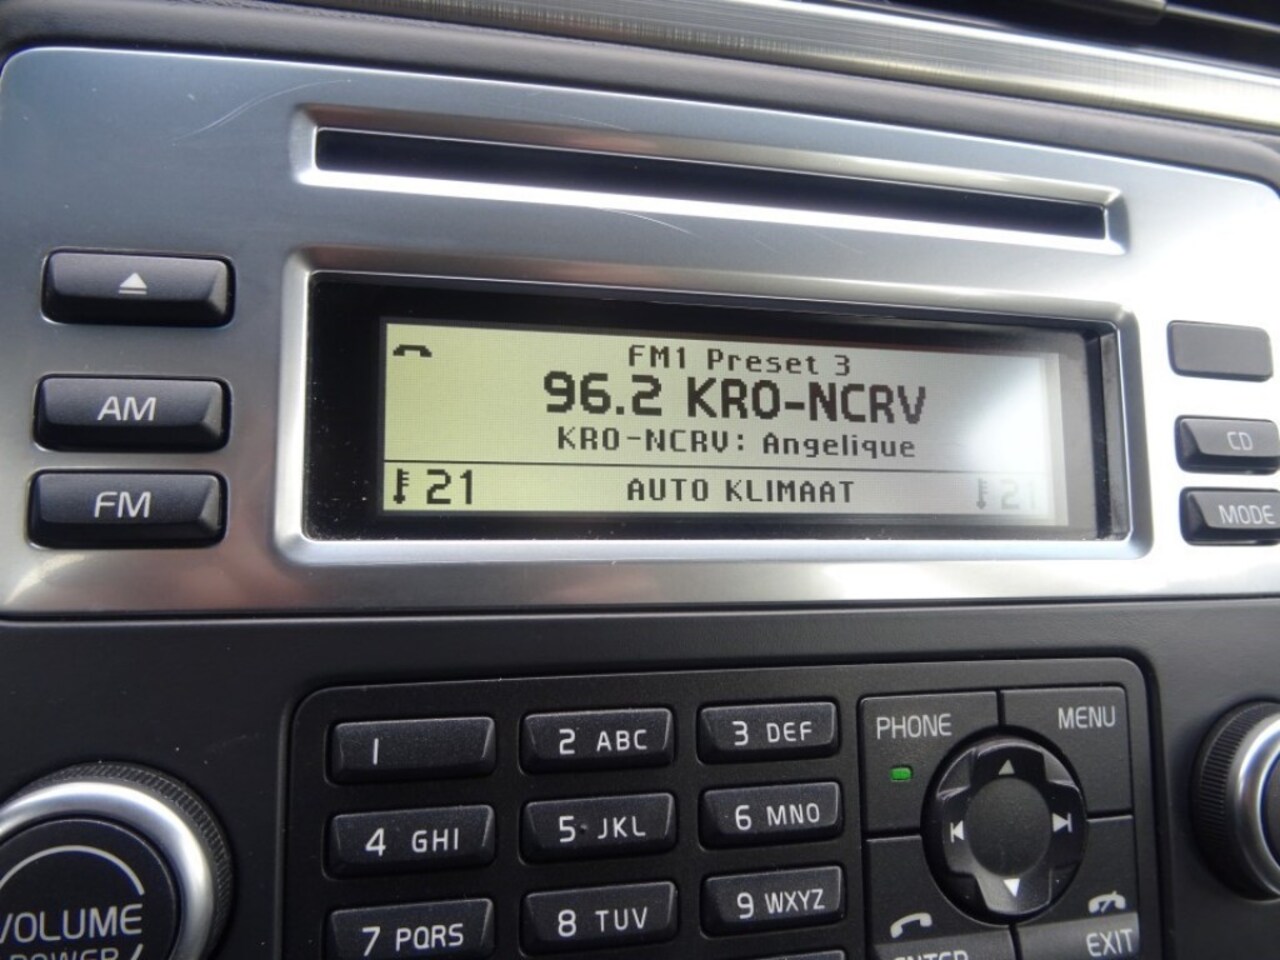 FM1 Preset 3
96.2 KRO-NCRV
KRO-NCRV: Angelique
21 AUTO KLIMAAT 21
AM
FM
CD
MODE
1
2 ABC
3 DEF
4 GHI
5 JKL
6 MNO
7 PQRS
8 TUV
9 WXYZ
PHONE
MENU
ENTER
EXIT
VOLUME
POWER/